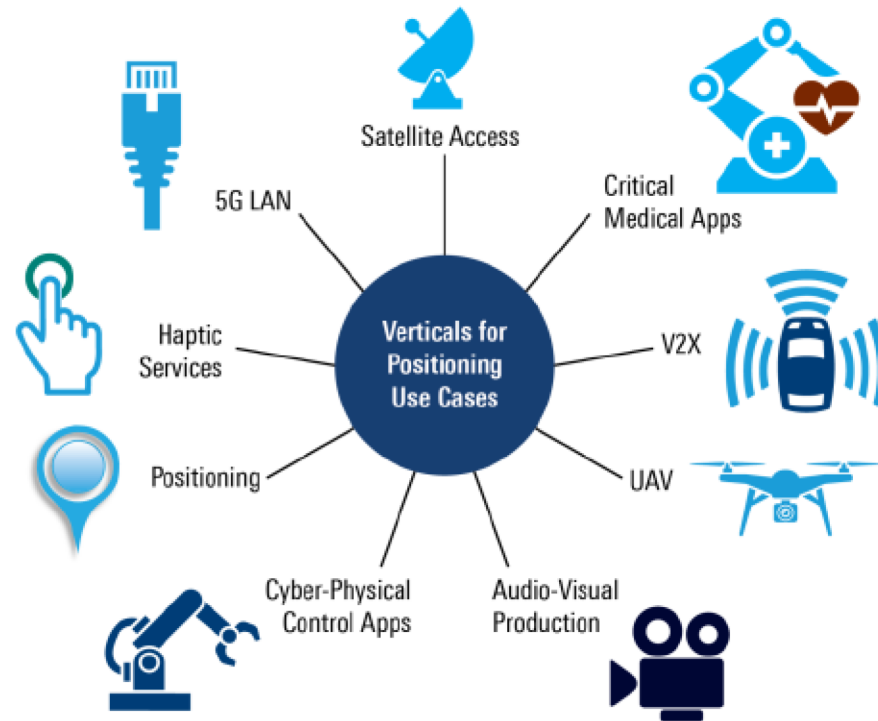 Satellite Access
5G LAN
Critical
Medical Apps
Haptic
Services
Verticals for
Positioning
Use Cases
V2X
Positioning
UAV
Cyber-Physical
Control Apps
Audio-Visual
Production